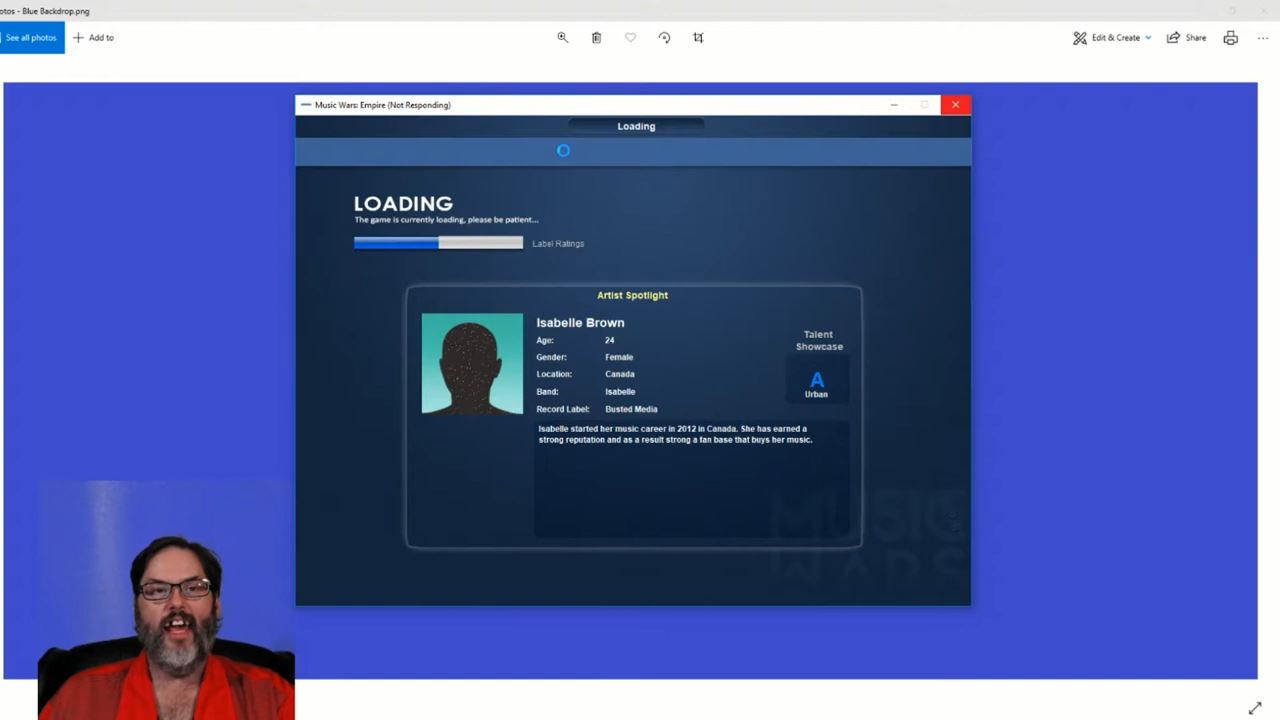 otos - Blue Backdrop.png
See all photos
Add to
Edit & Create
Share
Music Wars: Empire (Not Responding)
Loading
LOADING
The game is currently loading, please be patient...
Label Ratings
Artist Spotlight
Isabelle Brown
Age: 24
Gender: Female
Location: Canada
Band: Isabelle
Record Label: Busted Media
Talent
Showcase
A
Urban
Isabelle started her music career in 2012 in Canada. She has earned a
strong reputation and as a result strong a fan base that buys her music.
MUSIC
WARS